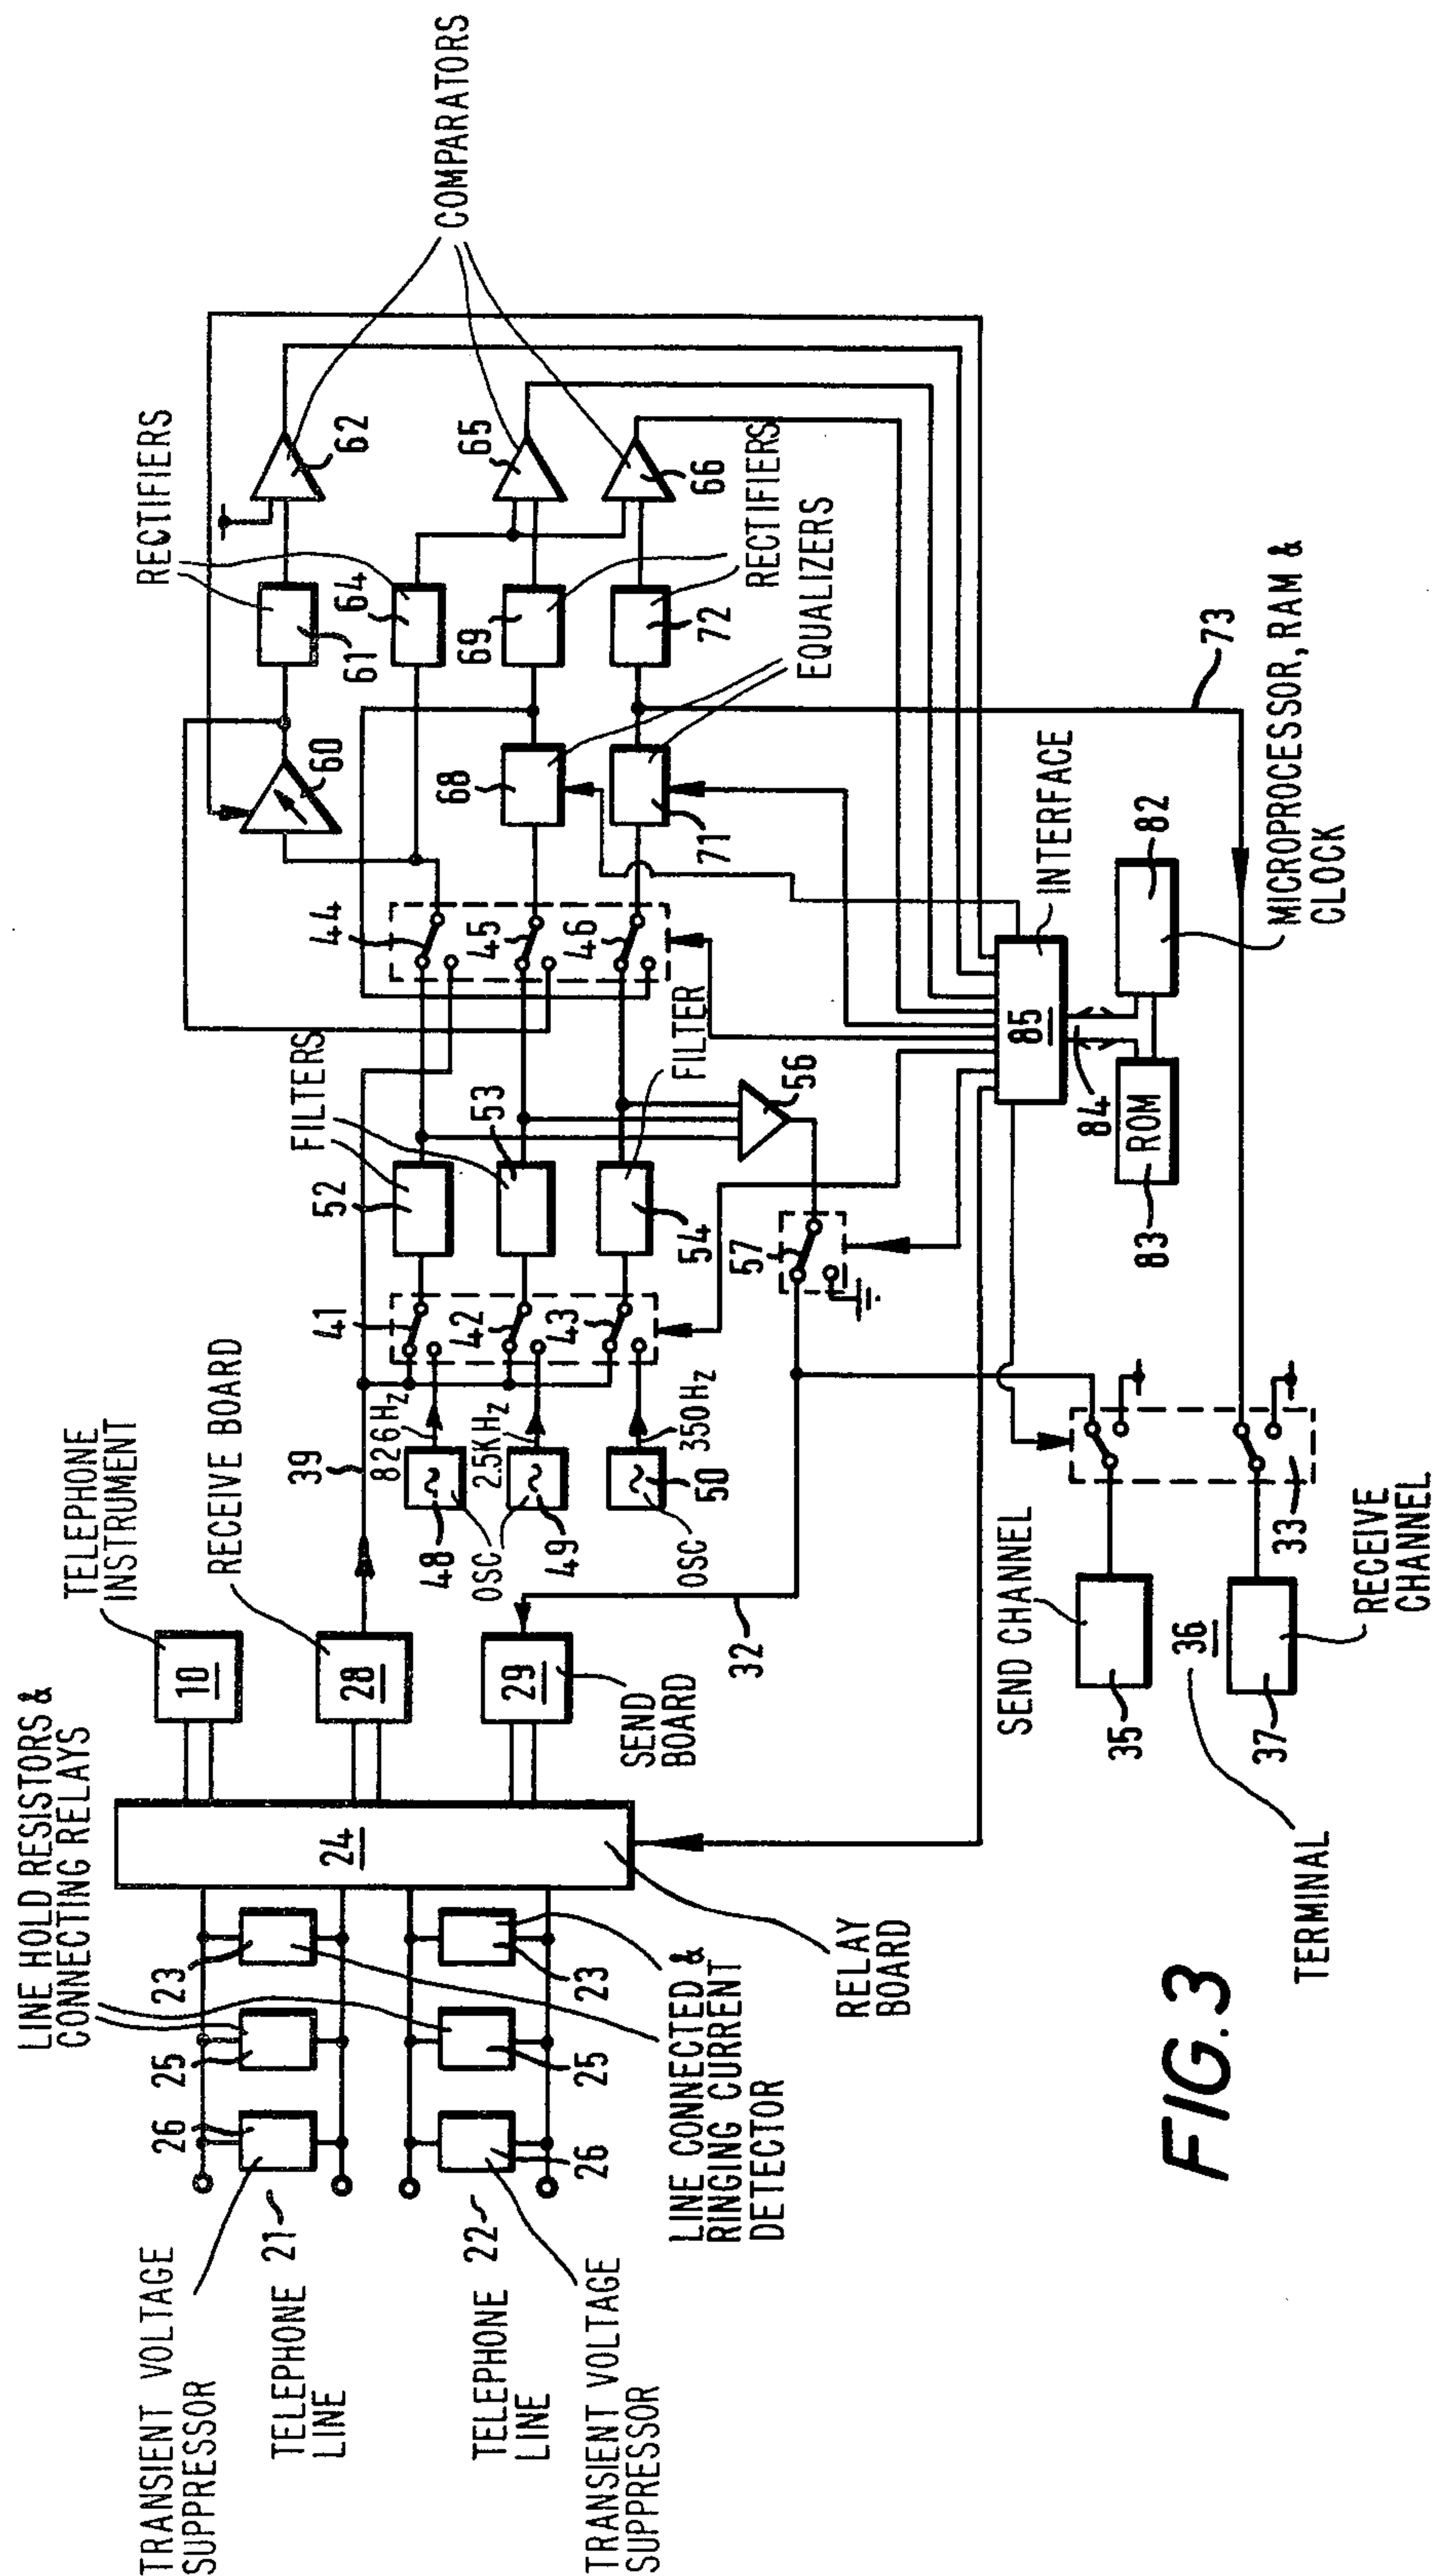 TRANSIENT VOLTAGE
SUPPRESSOR
TELEPHONE
LINE
21
TELEPHONE
LINE
22
TRANSIENT VOLTAGE
SUPPRESSOR
26
26
LINE HOLD RESISTORS &
CONNECTING RELAYS
25
25
23
23
LINE CONNECTED &
RINGING CURRENT
DETECTOR
24
RELAY
BOARD
TELEPHONE
INSTRUMENT
10
RECEIVE BOARD
28
29
SEND
BOARD
32
39
48
OSC
826Hz
49
2.5KHz
50
OSC
350Hz
41
42
43
FILTERS
52
53
54
FILTER
56
57
44
45
46
60
68
71
EQUALIZERS
RECTIFIERS
61
64
69
72
RECTIFIERS
62
65
66
COMPARATORS
73
INTERFACE
85
84
ROM
83
82
MICROPROCESSOR, RAM &
CLOCK
SEND CHANNEL
35
36
TERMINAL
37
33
RECEIVE
CHANNEL
FIG. 3